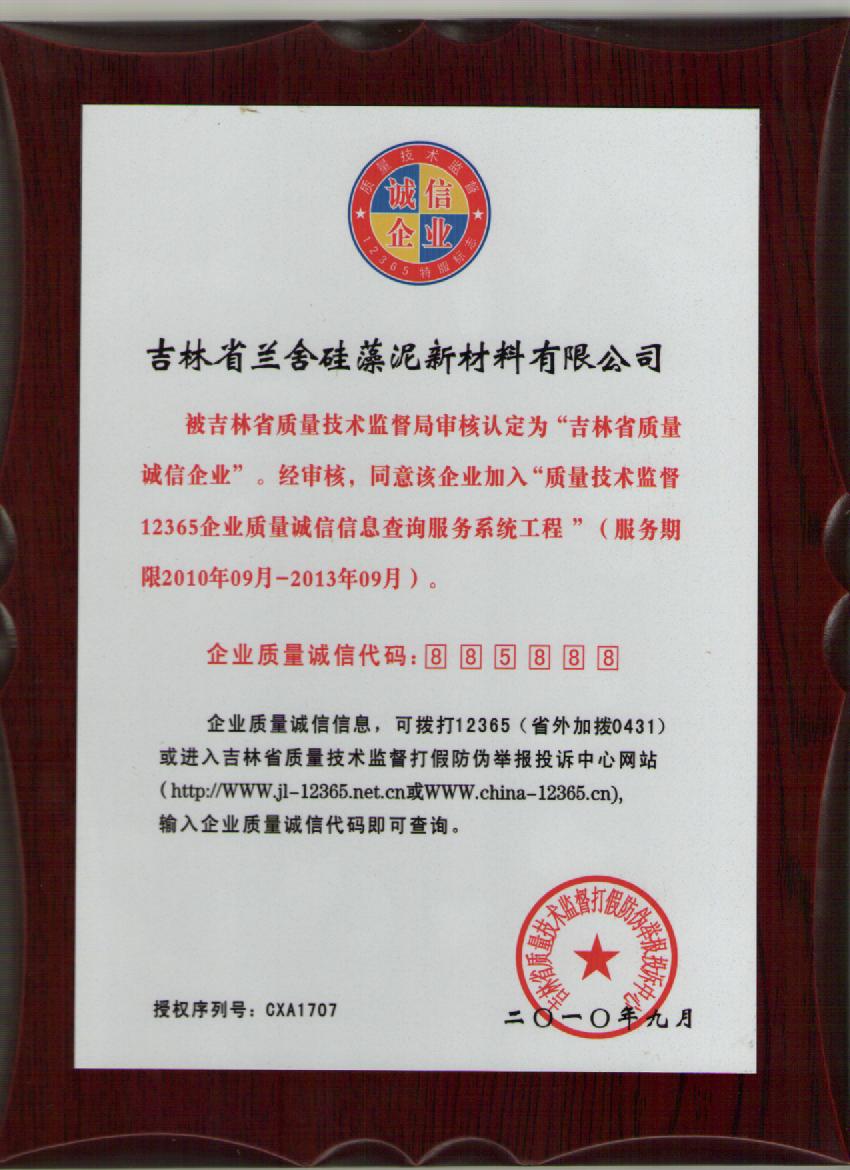 质量技术监督
诚信
企业
12365特服标志
吉林省兰舍硅藻泥新材料有限公司
被吉林省质量技术监督局审核认定为“吉林省质量
诚信企业”。经审核，同意该企业加入“质量技术监督
12365企业质量诚信信息查询服务系统工程 ”（服务期
限2010年09月-2013年09月）。
企业质量诚信代码：885888
企业质量诚信信息，可拨打12365（省外加拨0431）
或进入吉林省质量技术监督打假防伪举报投诉中心网站
（http://WWW.jl-12365.net.cn或WWW.china-12365.cn),
输入企业质量诚信代码即可查询。
吉林省质量技术监督打假防伪举报投诉中心
授权序列号：CXA1707
二〇一〇年九月